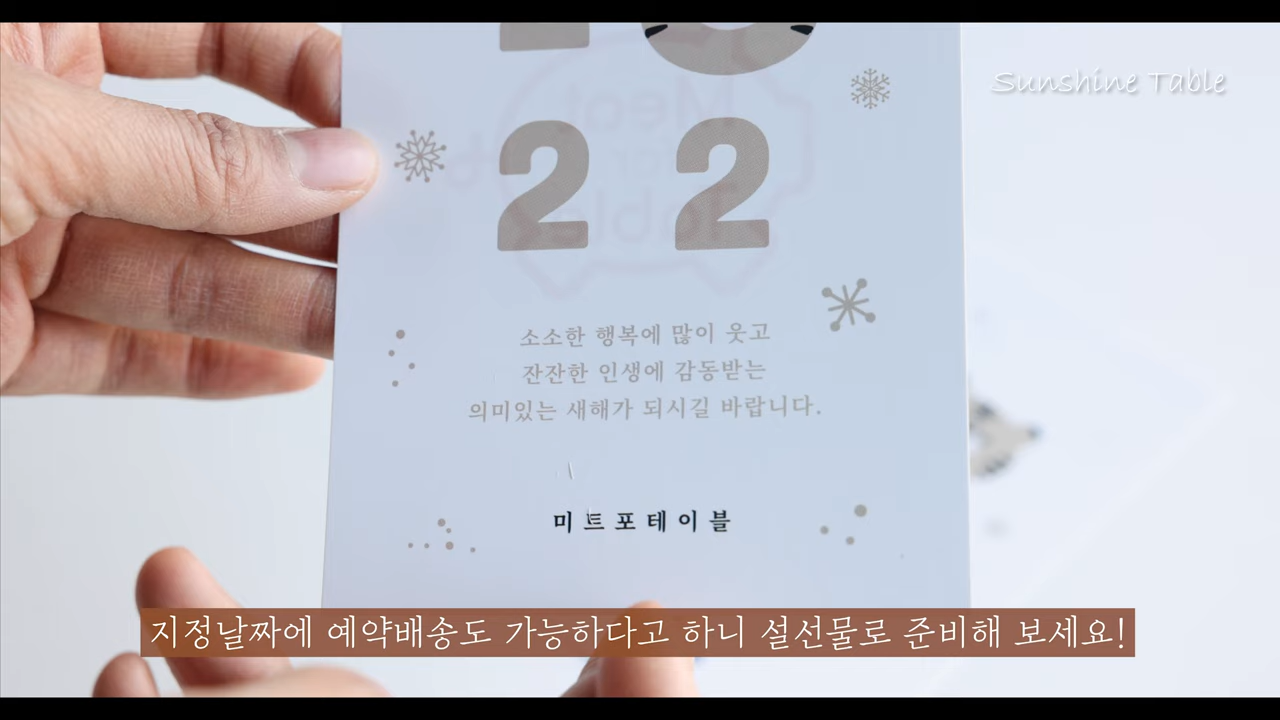 Sunshine Table
22
소소한 행복에 많이 웃고
잔잔한 인생에 감동받는
의미있는 새해가 되시길 바랍니다.
미트포테이블
지정날짜에 예약배송도 가능하다고 하니 설선물로 준비해 보세요!